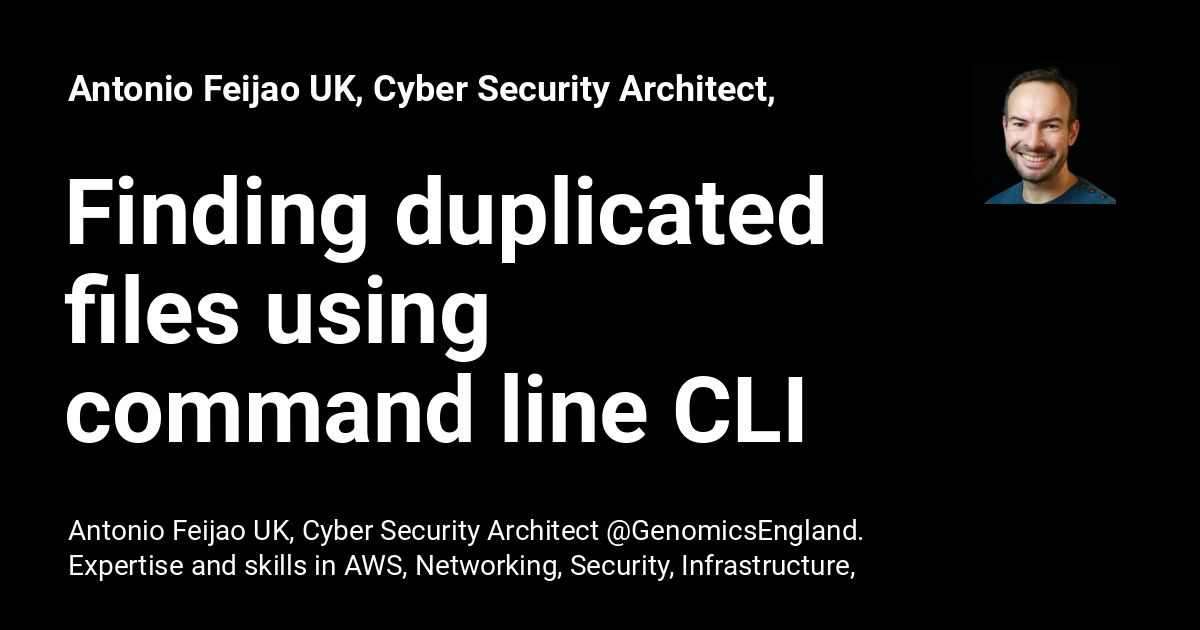 Antonio Feijao UK, Cyber Security Architect,
Finding duplicated
files using
command line CLI
Antonio Feijao UK, Cyber Security Architect @GenomicsEngland.
Expertise and skills in AWS, Networking, Security, Infrastructure,